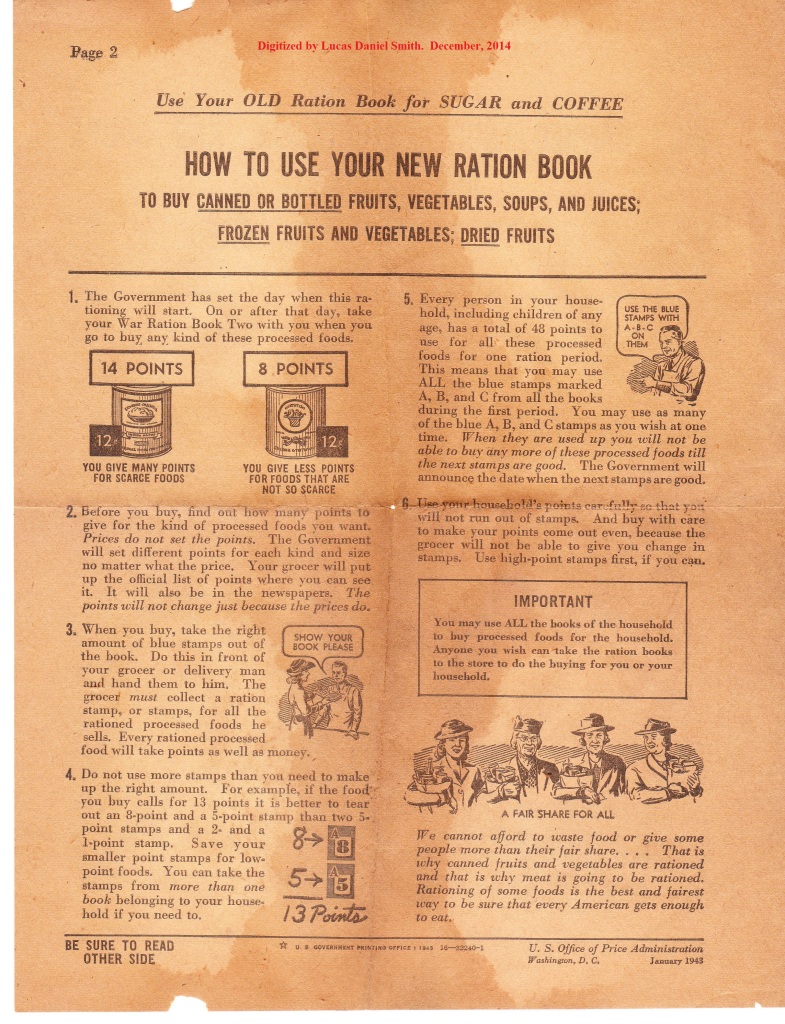 Page 2
Digitized by Lucas Daniel Smith. December, 2014
Use Your OLD Ration Book for SUGAR and COFFEE
HOW TO USE YOUR NEW RATION BOOK
TO BUY CANNED OR BOTTLED FRUITS, VEGETABLES, SOUPS, AND JUICES;
FROZEN FRUITS AND VEGETABLES; DRIED FRUITS
1. The Government has set the day when this ra-
tioning will start. On or after that day, take
your War Ration Book Two with you when you
go to buy any kind of these processed foods.
14 POINTS
8 POINTS
12¢
12¢
YOU GIVE MANY POINTS
FOR SCARCE FOODS
YOU GIVE LESS POINTS
FOR FOODS THAT ARE
NOT SO SCARCE
2. Before you buy, find out how many points to
give for the kind of processed foods you want.
Prices do not set the points. The Government
will set different points for each kind and size
no matter what the price. Your grocer will put
up the official list of points where you can see
it. It will also be in the newspapers. The
points will not change just because the prices do.
3. When you buy, take the right
amount of blue stamps out of
the book. Do this in front of
your grocer or delivery man
and hand them to him. The
grocer must collect a ration
stamp, or stamps, for all the
rationed processed foods he
sells. Every rationed processed
food will take points as well as money.
SHOW YOUR
BOOK PLEASE
4. Do not use more stamps than you need to make
up the right amount. For example, if the food
you buy calls for 13 points it is better to tear
out an 8-point and a 5-point stamp than two 5-
point stamps and a 2- and a
1-point stamp. Save your
smaller point stamps for low-
point foods. You can take the
stamps from more than one
book belonging to your house-
hold if you need to.
8→ A 8
5→ A 5
13 Points
5. Every person in your house-
hold, including children of any
age, has a total of 48 points to
use for all these processed
foods for one ration period.
This means that you may use
ALL the blue stamps marked
A, B, and C from all the books
during the first period. You may use as many
of the blue A, B, and C stamps as you wish at one
time. When they are used up you will not be
able to buy any more of these processed foods till
the next stamps are good. The Government will
announce the date when the next stamps are good.
USE THE BLUE
STAMPS WITH
A-B-C
ON
THEM
6. Use your household's points carefully so that you
will not run out of stamps. And buy with care
to make your points come out even, because the
grocer will not be able to give you change in
stamps. Use high-point stamps first, if you can.
IMPORTANT
You may use ALL the books of the household
to buy processed foods for the household.
Anyone you wish can take the ration books
to the store to do the buying for you or your
household.
A FAIR SHARE FOR ALL
We cannot afford to waste food or give some
people more than their fair share. . . . That is
why canned fruits and vegetables are rationed
and that is why meat is going to be rationed.
Rationing of some foods is the best and fairest
way to be sure that every American gets enough
to eat.
BE SURE TO READ
OTHER SIDE
☆ U. S. GOVERNMENT PRINTING OFFICE : 1943 16—32240-1
U. S. Office of Price Administration
Washington, D. C. January 1943